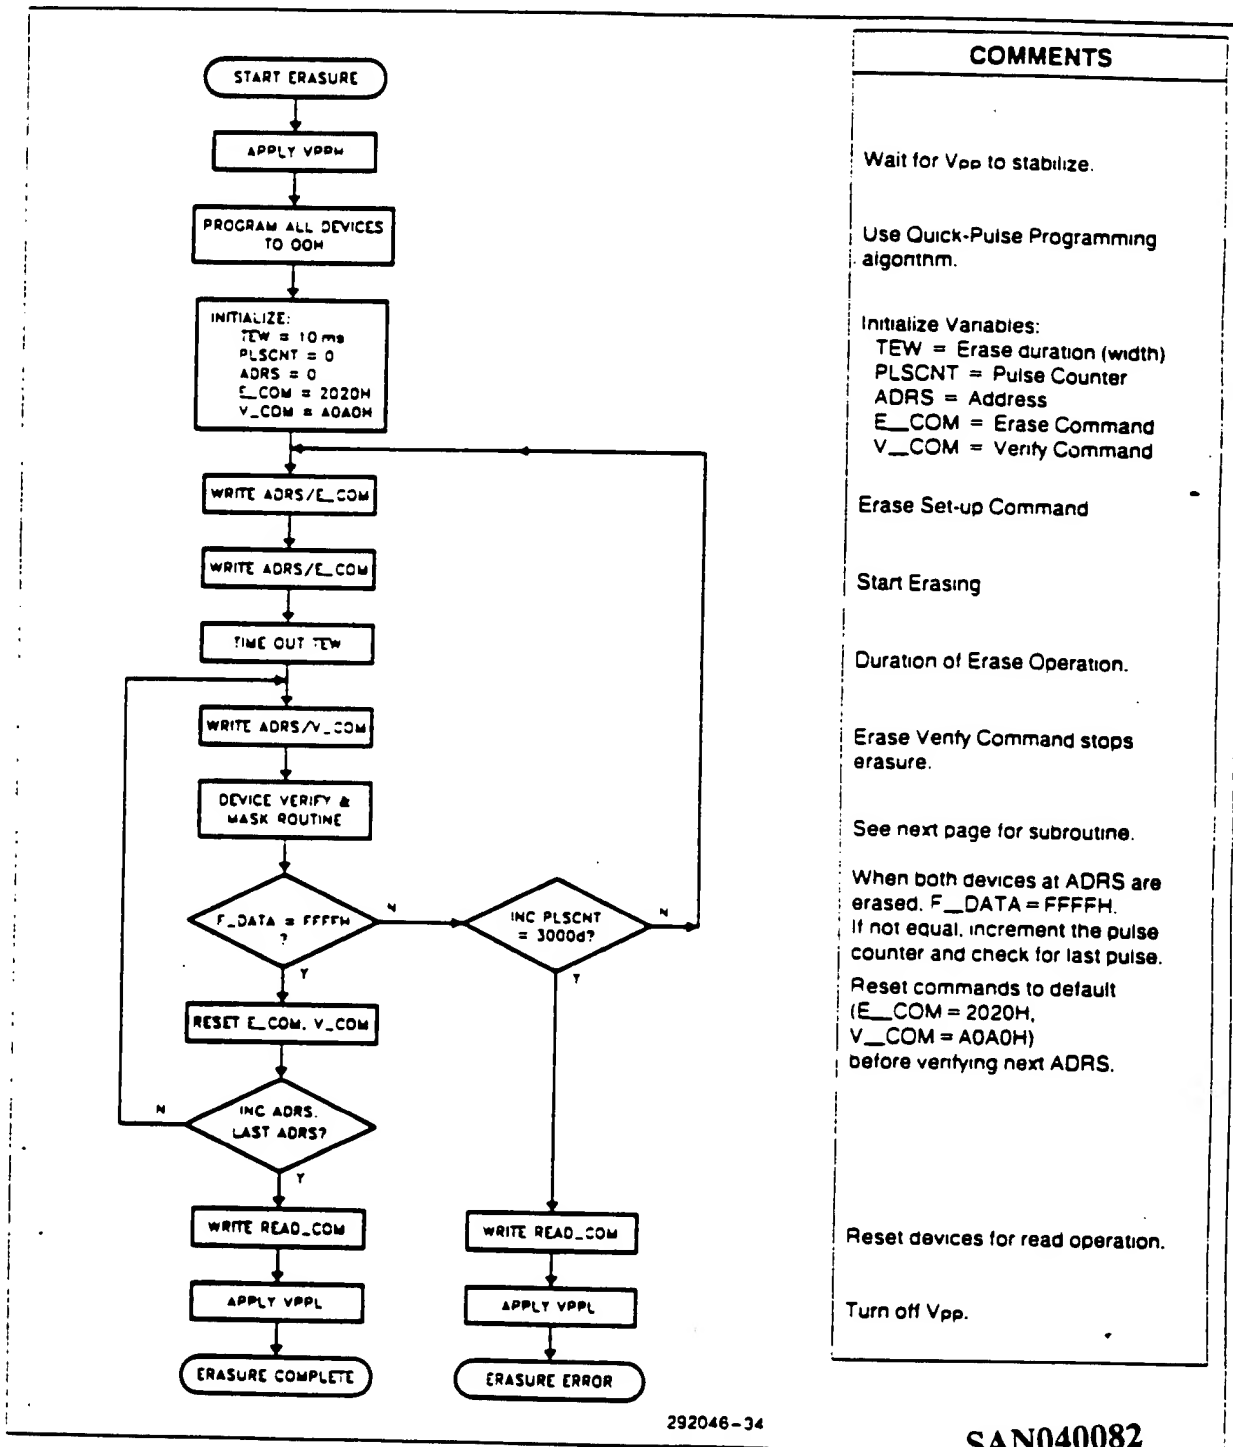 START ERASURE
APPLY VPPH
PROGRAM ALL DEVICES
TO 00H
INITIALIZE:
TEW = 10 ms
PLSCNT = 0
ADRS = 0
E_COM = 2020H
V_COM = A0A0H
WRITE ADRS/E_COM
WRITE ADRS/E_COM
TIME OUT TEW
WRITE ADRS/V_COM
DEVICE VERIFY &
MASK ROUTINE
F_DATA = FFFFH
?
N
Y
INC PLSCNT
= 3000d?
N
Y
RESET E_COM, V_COM
INC ADRS.
LAST ADRS?
N
Y
WRITE READ_COM
APPLY VPPL
ERASURE COMPLETE
WRITE READ_COM
APPLY VPPL
ERASURE ERROR
292046-34
COMMENTS
Wait for Vpp to stabilize.
Use Quick-Pulse Programming
algorithm.
Initialize Variables:
TEW = Erase duration (width)
PLSCNT = Pulse Counter
ADRS = Address
E__COM = Erase Command
V__COM = Verify Command
Erase Set-up Command
Start Erasing
Duration of Erase Operation.
Erase Verify Command stops
erasure.
See next page for subroutine.
When both devices at ADRS are
erased. F__DATA = FFFFH.
If not equal, increment the pulse
counter and check for last pulse.
Reset commands to default
(E__COM = 2020H,
V__COM = A0A0H)
before verifying next ADRS.
Reset devices for read operation.
Turn off Vpp.
SAN040082